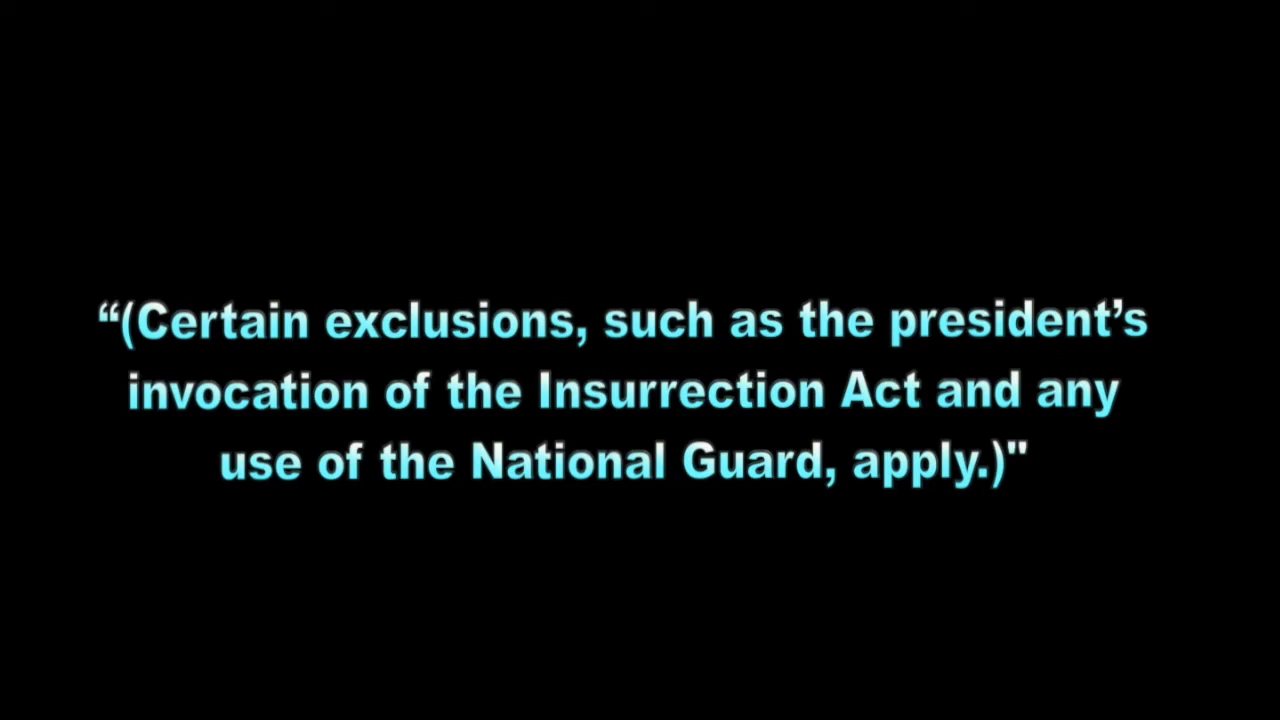 “(Certain exclusions, such as the president’s
invocation of the Insurrection Act and any
use of the National Guard, apply.)"